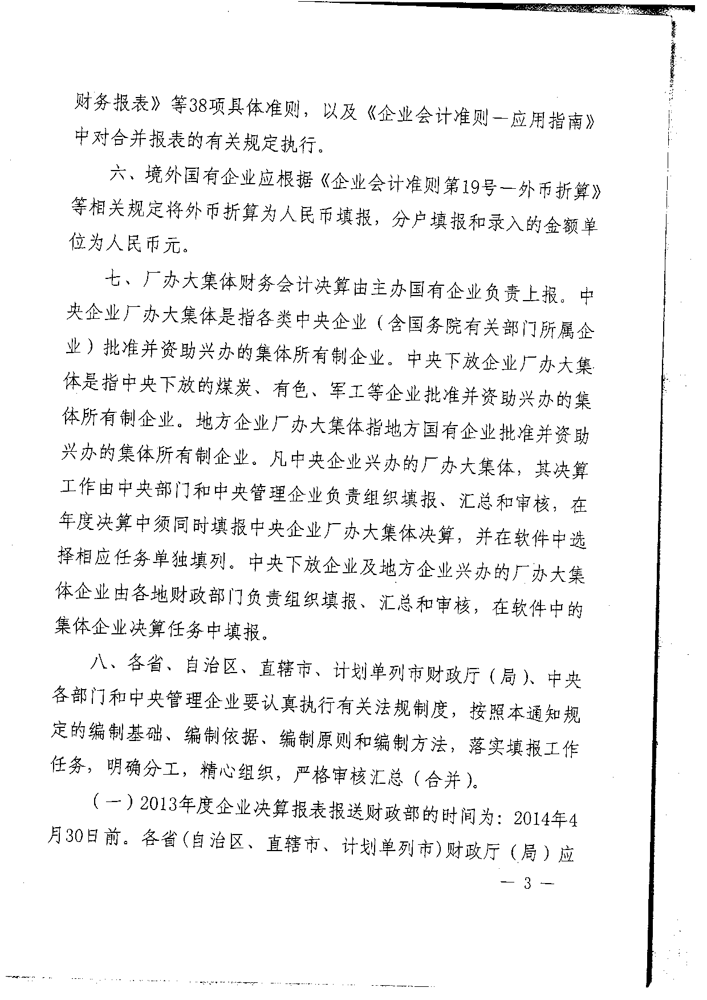 财务报表》等38项具体准则，以及《企业会计准则—应用指南》
中对合并报表的有关规定执行。
六、境外国有企业应根据《企业会计准则第19号—外币折算》
等相关规定将外币折算为人民币填报，分户填报和录入的金额单
位为人民币元。
七、厂办大集体财务会计决算由主办国有企业负责上报。中
央企业厂办大集体是指各类中央企业（含国务院有关部门所属企
业）批准并资助兴办的集体所有制企业。中央下放企业厂办大集
体是指中央下放的煤炭、有色、军工等企业批准并资助兴办的集
体所有制企业。地方企业厂办大集体指地方国有企业批准并资助
兴办的集体所有制企业。凡中央企业兴办的厂办大集体，其决算
工作由中央部门和中央管理企业负责组织填报、汇总和审核，在
年度决算中须同时填报中央企业厂办大集体决算，并在软件中选
择相应任务单独填列。中央下放企业及地方企业兴办的厂办大集
体企业由各地财政部门负责组织填报、汇总和审核，在软件中的
集体企业决算任务中填报。
八、各省、自治区、直辖市、计划单列市财政厅（局）、中央
各部门和中央管理企业要认真执行有关法规制度，按照本通知规
定的编制基础、编制依据、编制原则和编制方法，落实填报工作
任务，明确分工，精心组织，严格审核汇总（合并）。
（一）2013年度企业决算报表报送财政部的时间为：2014年4
月30日前。各省(自治区、直辖市、计划单列市)财政厅（局）应
— 3 —